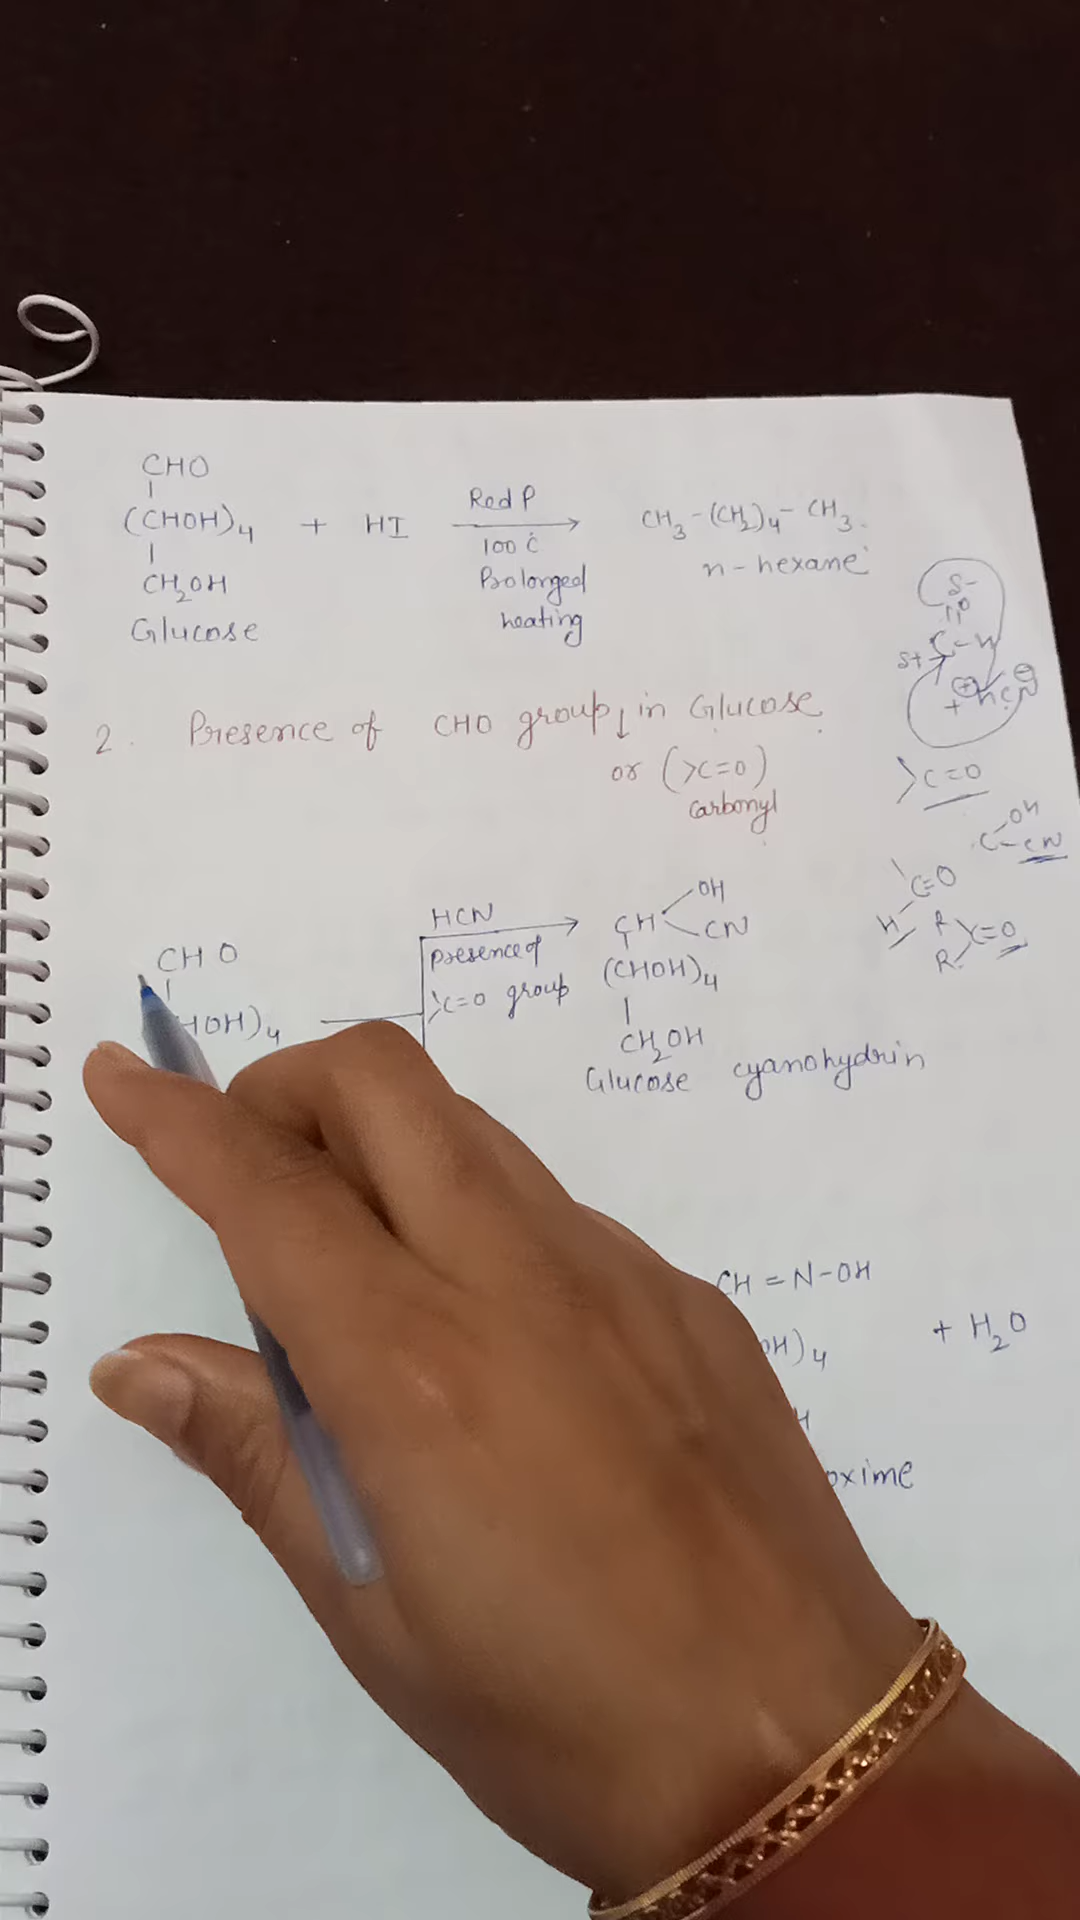 CHO
(CHOH)4 + HI Red P CH3-(CH2)4-CH3.
100°C
CH2OH Prolonged n-hexane
Glucose heating
δ-
O
C-H
δ+
+ H CN
2. Presence of CHO group↓ in Glucose
or (>C=O) >C=O
carbonyl
OH
C-CN
C=O
H
R
>C=O
R
HCN OH
CHO presence of CH CN
>C=O group (CHOH)4
HOH)4
CH2OH
Glucose cyanohydrin
CH=N-OH
OH)4 + H2O
H
oxime